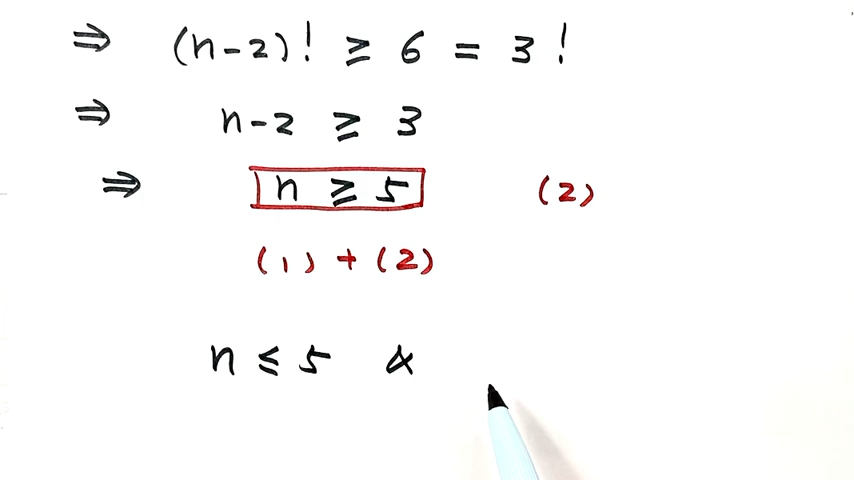 ⇒ (n-2)! ≥ 6 = 3!
⇒ n-2 ≥ 3
⇒ n ≥ 5 (2)
(1) + (2)
n ≤ 5 &